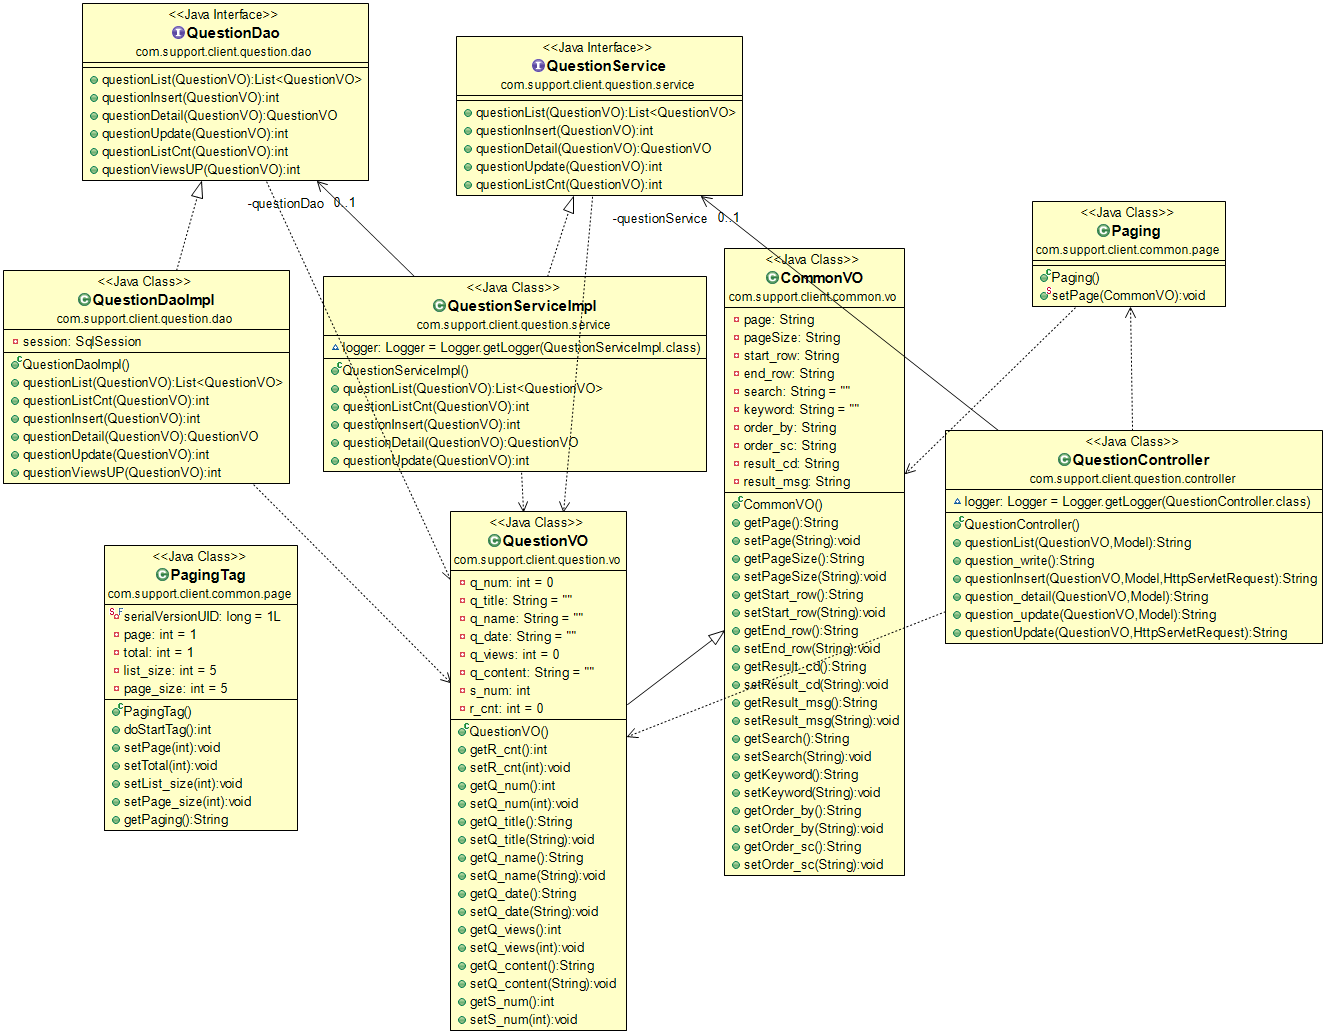 <<Java Interface>>
QuestionDao
com.support.client.question.dao
questionList(QuestionVO):List<QuestionVO>
questionInsert(QuestionVO):int
questionDetail(QuestionVO):QuestionVO
questionUpdate(QuestionVO):int
questionListCnt(QuestionVO):int
questionViewsUP(QuestionVO):int
<<Java Interface>>
QuestionService
com.support.client.question.service
questionList(QuestionVO):List<QuestionVO>
questionInsert(QuestionVO):int
questionDetail(QuestionVO):QuestionVO
questionUpdate(QuestionVO):int
questionListCnt(QuestionVO):int
-questionDao 0..1
-questionService 0..1
<<Java Class>>
Paging
com.support.client.common.page
Paging()
setPage(CommonVO):void
<<Java Class>>
QuestionDaoImpl
com.support.client.question.dao
session: SqlSession
QuestionDaoImpl()
questionList(QuestionVO):List<QuestionVO>
questionListCnt(QuestionVO):int
questionInsert(QuestionVO):int
questionDetail(QuestionVO):QuestionVO
questionUpdate(QuestionVO):int
questionViewsUP(QuestionVO):int
<<Java Class>>
QuestionServiceImpl
com.support.client.question.service
logger: Logger = Logger.getLogger(QuestionServiceImpl.class)
QuestionServiceImpl()
questionList(QuestionVO):List<QuestionVO>
questionListCnt(QuestionVO):int
questionInsert(QuestionVO):int
questionDetail(QuestionVO):QuestionVO
questionUpdate(QuestionVO):int
<<Java Class>>
CommonVO
com.support.client.common.vo
page: String
pageSize: String
start_row: String
end_row: String
search: String = ""
keyword: String = ""
order_by: String
order_sc: String
result_cd: String
result_msg: String
CommonVO()
getPage():String
setPage(String):void
getPageSize():String
setPageSize(String):void
getStart_row():String
setStart_row(String):void
getEnd_row():String
setEnd_row(String):void
getResult_cd():String
setResult_cd(String):void
getResult_msg():String
setResult_msg(String):void
getSearch():String
setSearch(String):void
getKeyword():String
setKeyword(String):void
getOrder_by():String
setOrder_by(String):void
getOrder_sc():String
setOrder_sc(String):void
<<Java Class>>
QuestionController
com.support.client.question.controller
logger: Logger = Logger.getLogger(QuestionController.class)
QuestionController()
questionList(QuestionVO,Model):String
question_write():String
questionInsert(QuestionVO,Model,HttpServletRequest):String
question_detail(QuestionVO,Model):String
question_update(QuestionVO,Model):String
questionUpdate(QuestionVO,HttpServletRequest):String
<<Java Class>>
PagingTag
com.support.client.common.page
serialVersionUID: long = 1L
page: int = 1
total: int = 1
list_size: int = 5
page_size: int = 5
PagingTag()
doStartTag():int
setPage(int):void
setTotal(int):void
setList_size(int):void
setPage_size(int):void
getPaging():String
<<Java Class>>
QuestionVO
com.support.client.question.vo
q_num: int = 0
q_title: String = ""
q_name: String = ""
q_date: String = ""
q_views: int = 0
q_content: String = ""
s_num: int
r_cnt: int = 0
QuestionVO()
getR_cnt():int
setR_cnt(int):void
getQ_num():int
setQ_num(int):void
getQ_title():String
setQ_title(String):void
getQ_name():String
setQ_name(String):void
getQ_date():String
setQ_date(String):void
getQ_views():int
setQ_views(int):void
getQ_content():String
setQ_content(String):void
getS_num():int
setS_num(int):void